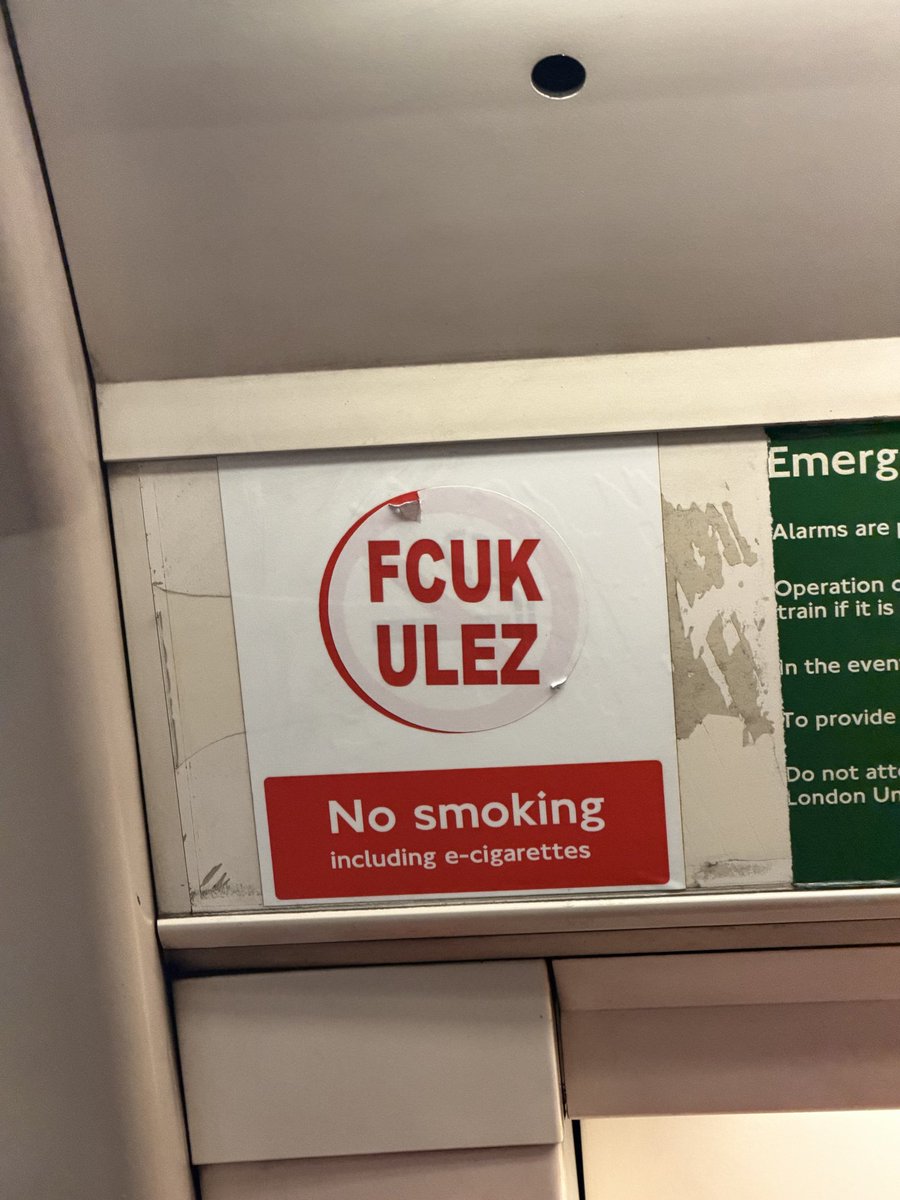 FCUK
ULEZ
No smoking
including e-cigarettes
Emerg
Alarms are
Operation
train if it is
In the even
To provide
Do not atte
London Un